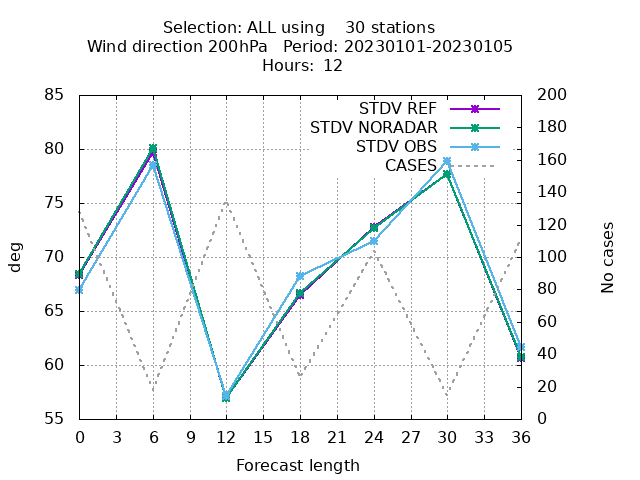 Selection: ALL using    30 stations
Wind direction 200hPa   Period: 20230101-20230105
Hours: 12
85 200
STDV REF
180
STDV NORADAR
80 160
STDV OBS
CASES
75 140
70 120
65 100
60 80
55 60
40
20
0
deg
No cases
0 3 6 9 12 15 18 21 24 27 30 33 36
Forecast length